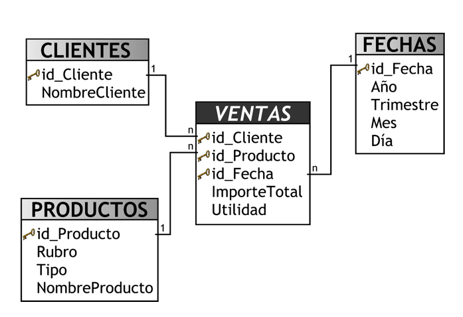 CLIENTES
id_Cliente
NombreCliente
1
n
VENTAS
id_Cliente
id_Producto
id_Fecha
ImporteTotal
Utilidad
n
n
1
FECHAS
id_Fecha
Año
Trimestre
Mes
Día
1
PRODUCTOS
id_Producto
Rubro
Tipo
NombreProducto